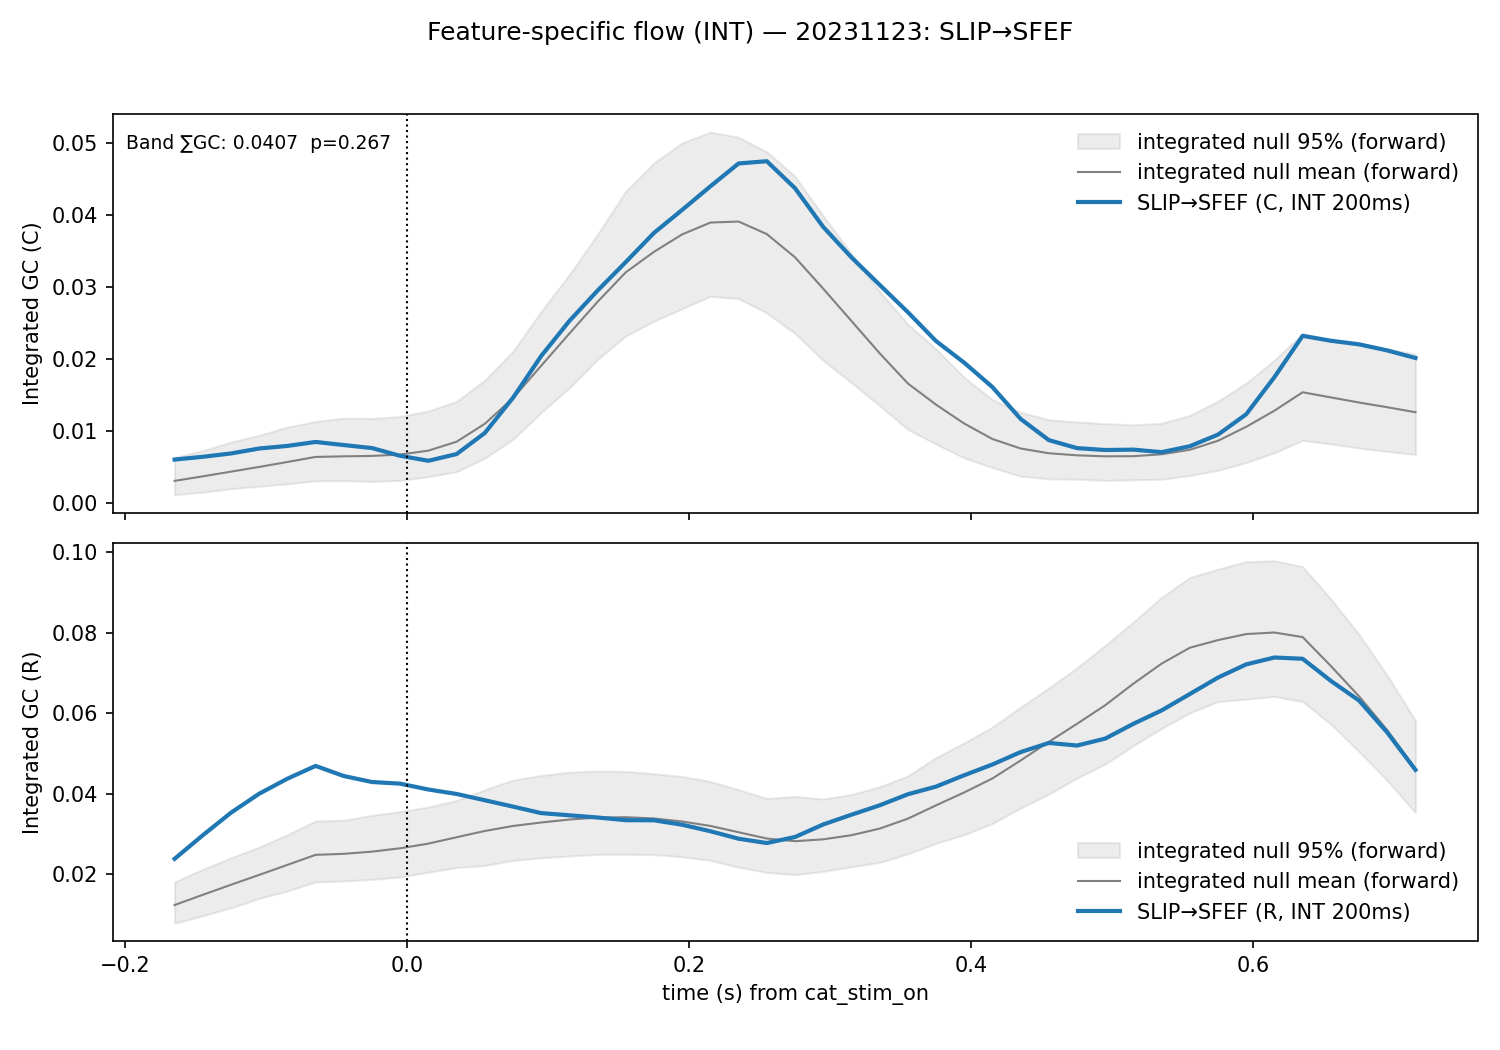 Feature-specific flow (INT) — 20231123: SLIP→SFEF
Band ∑GC: 0.0407  p=0.267
integrated null 95% (forward)
integrated null mean (forward)
SLIP→SFEF (C, INT 200ms)
Integrated GC (C)
0.05
0.04
0.03
0.02
0.01
0.00
Integrated GC (R)
0.10
0.08
0.06
0.04
0.02
integrated null 95% (forward)
integrated null mean (forward)
SLIP→SFEF (R, INT 200ms)
−0.2
0.0
0.2
0.4
0.6
time (s) from cat_stim_on